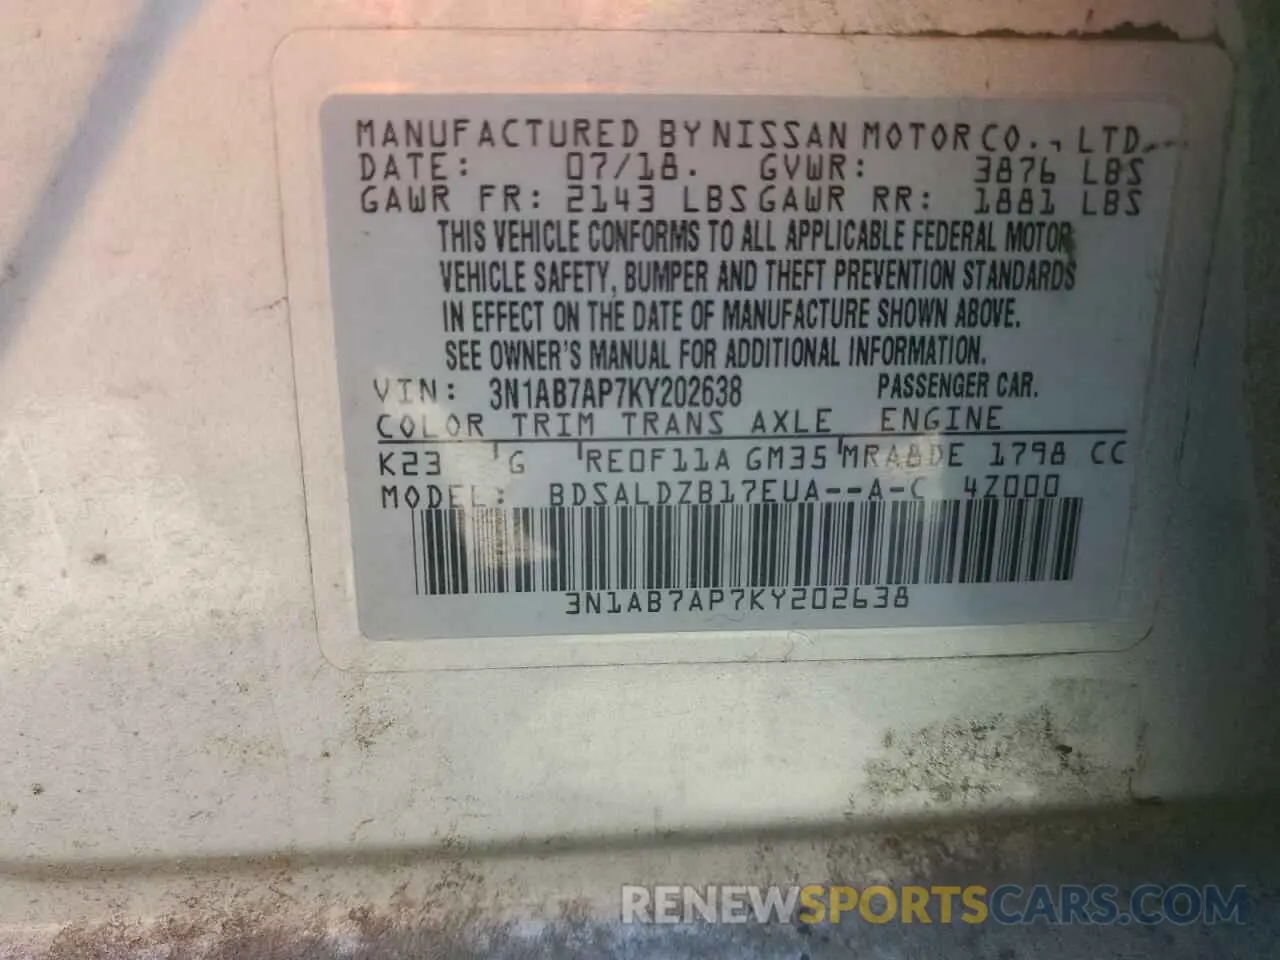 MANUFACTURED BY NISSAN MOTOR CO., LTD.
DATE: 07/18. GVWR: 3876 LBS
GAWR FR: 2143 LBS GAWR RR: 1881 LBS
THIS VEHICLE CONFORMS TO ALL APPLICABLE FEDERAL MOTOR
VEHICLE SAFETY, BUMPER AND THEFT PREVENTION STANDARDS
IN EFFECT ON THE DATE OF MANUFACTURE SHOWN ABOVE.
SEE OWNER'S MANUAL FOR ADDITIONAL INFORMATION.
VIN: 3N1AB7AP7KY202638 PASSENGER CAR.
COLOR TRIM TRANS AXLE ENGINE
K23 G RE0F11A GM35 MRA8DE 1798 CC
MODEL: BDSALDZB17EUA--A-C 4Z000
3N1AB7AP7KY202638
RENEWSPORTSCARS.COM